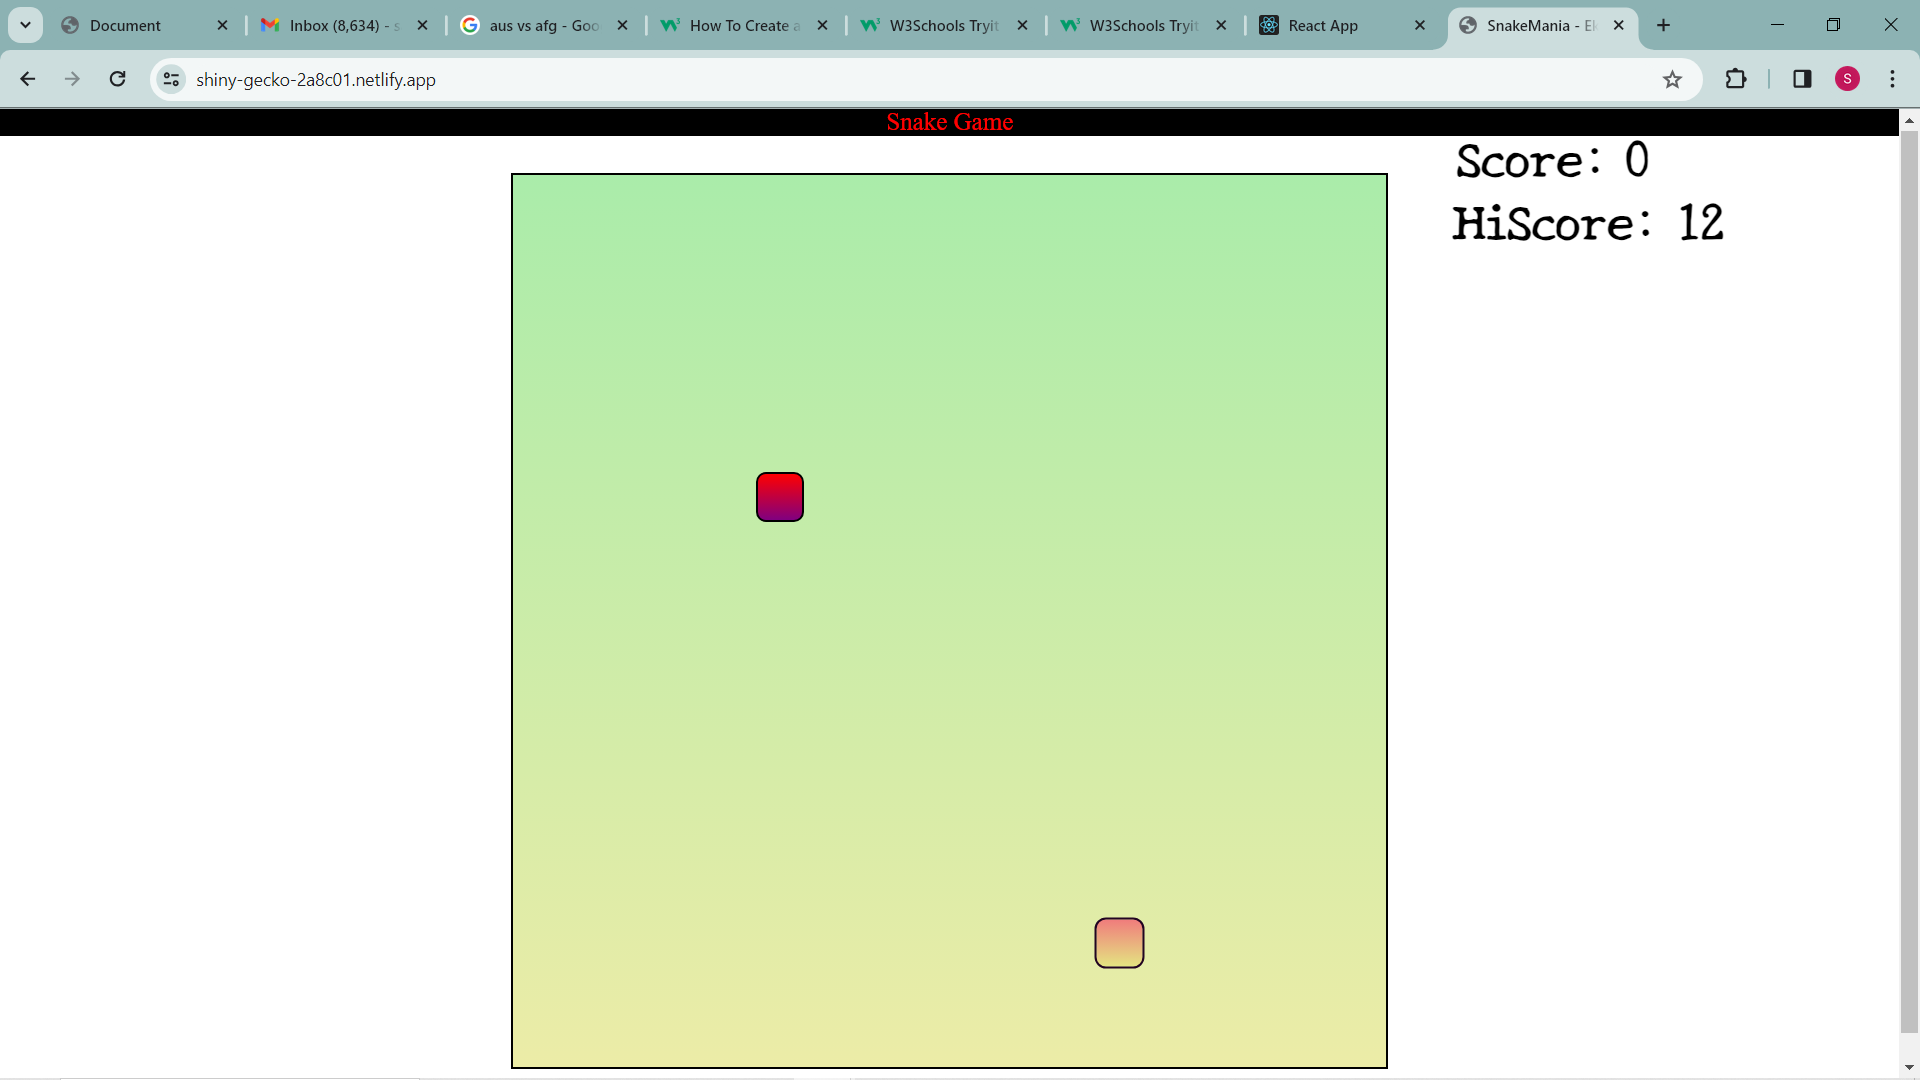 Document
Inbox (8,634) - s
aus vs afg - Goo
How To Create a
W3Schools Tryit
W3Schools Tryit
React App
SnakeMania - Ek
shiny-gecko-2a8c01.netlify.app
S
Snake Game
Score: 0
HiScore: 12